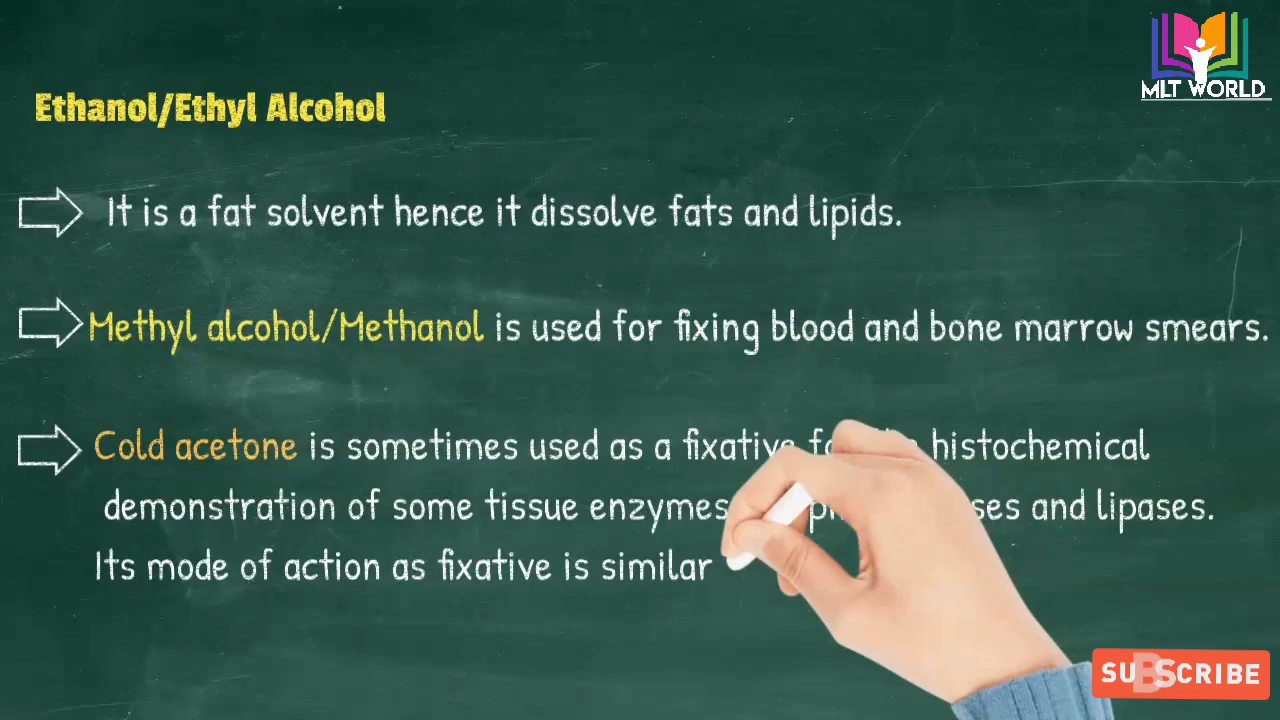 MLT WORLD
Ethanol/Ethyl Alcohol
It is a fat solvent hence it dissolve fats and lipids.
Methyl alcohol/Methanol is used for fixing blood and bone marrow smears.
Cold acetone is sometimes used as a fixative histochemical
demonstration of some tissue enzymes and lipases.
Its mode of action as fixative is similar
SUBSCRIBE